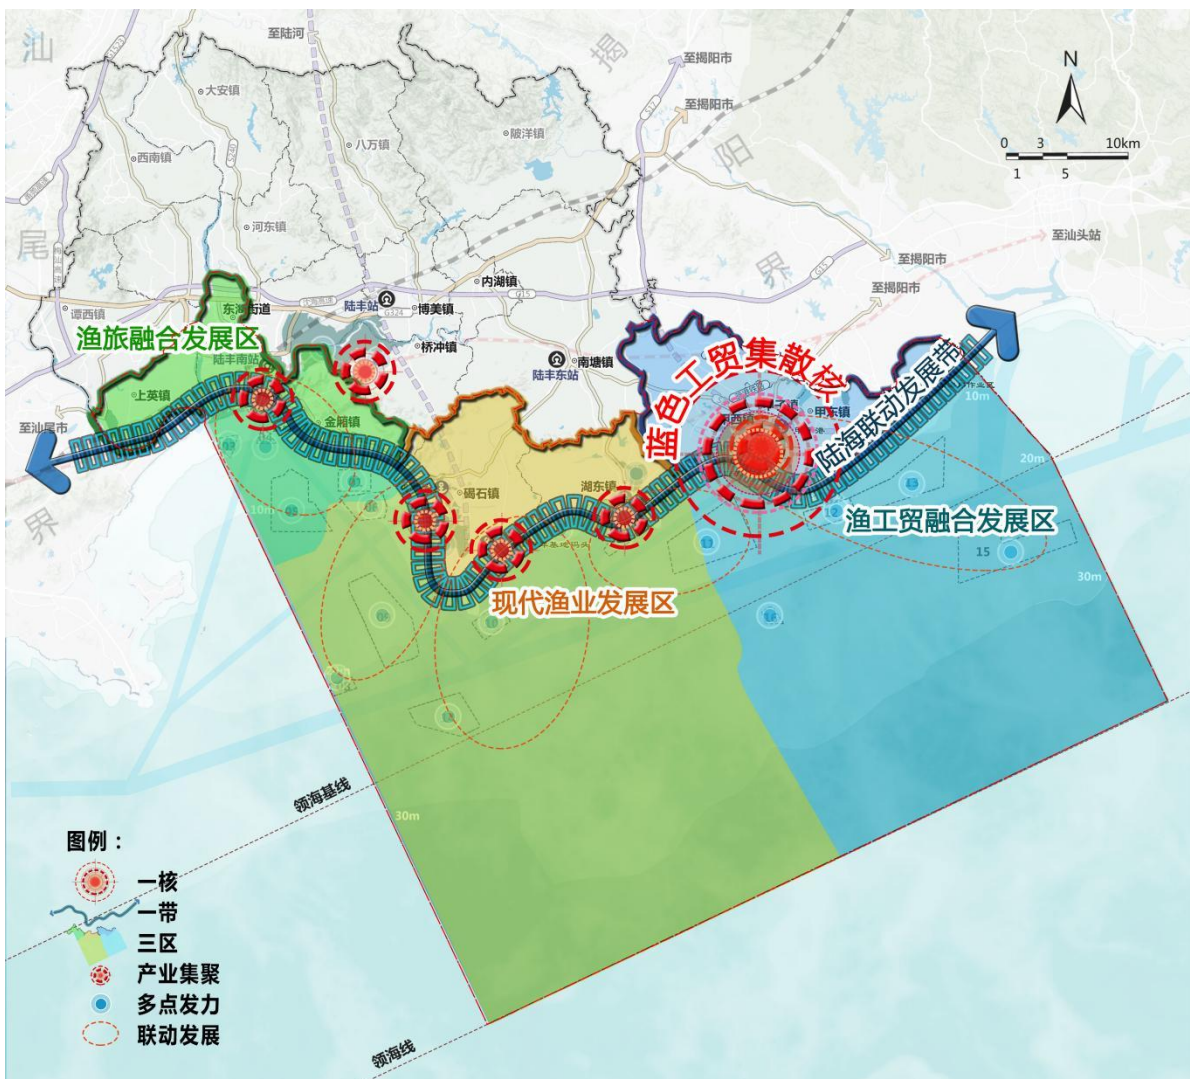 汕
尾
界
揭
阳
界
至陆河
至揭阳市
至揭阳市
N
0 3 10km
1 5
大安镇
八万镇
陂洋镇
西南镇
河东镇
至汕头站
至揭阳市
至揭阳市
谭西镇
内湖镇
陆丰站
博美镇
G15
G324
渔旅融合发展区
陆丰南站
桥冲镇
陆丰东站
南塘镇
上英镇
金厢镇
至汕尾市
蓝色工贸集散核
甲东镇
陆海联动发展带
碣石镇
湖东镇
渔工贸融合发展区
现代渔业发展区
10m
20m
30m
10m
30m
12
15
领海基线
领海线
图例：
一核
一带
三区
产业集聚
多点发力
联动发展